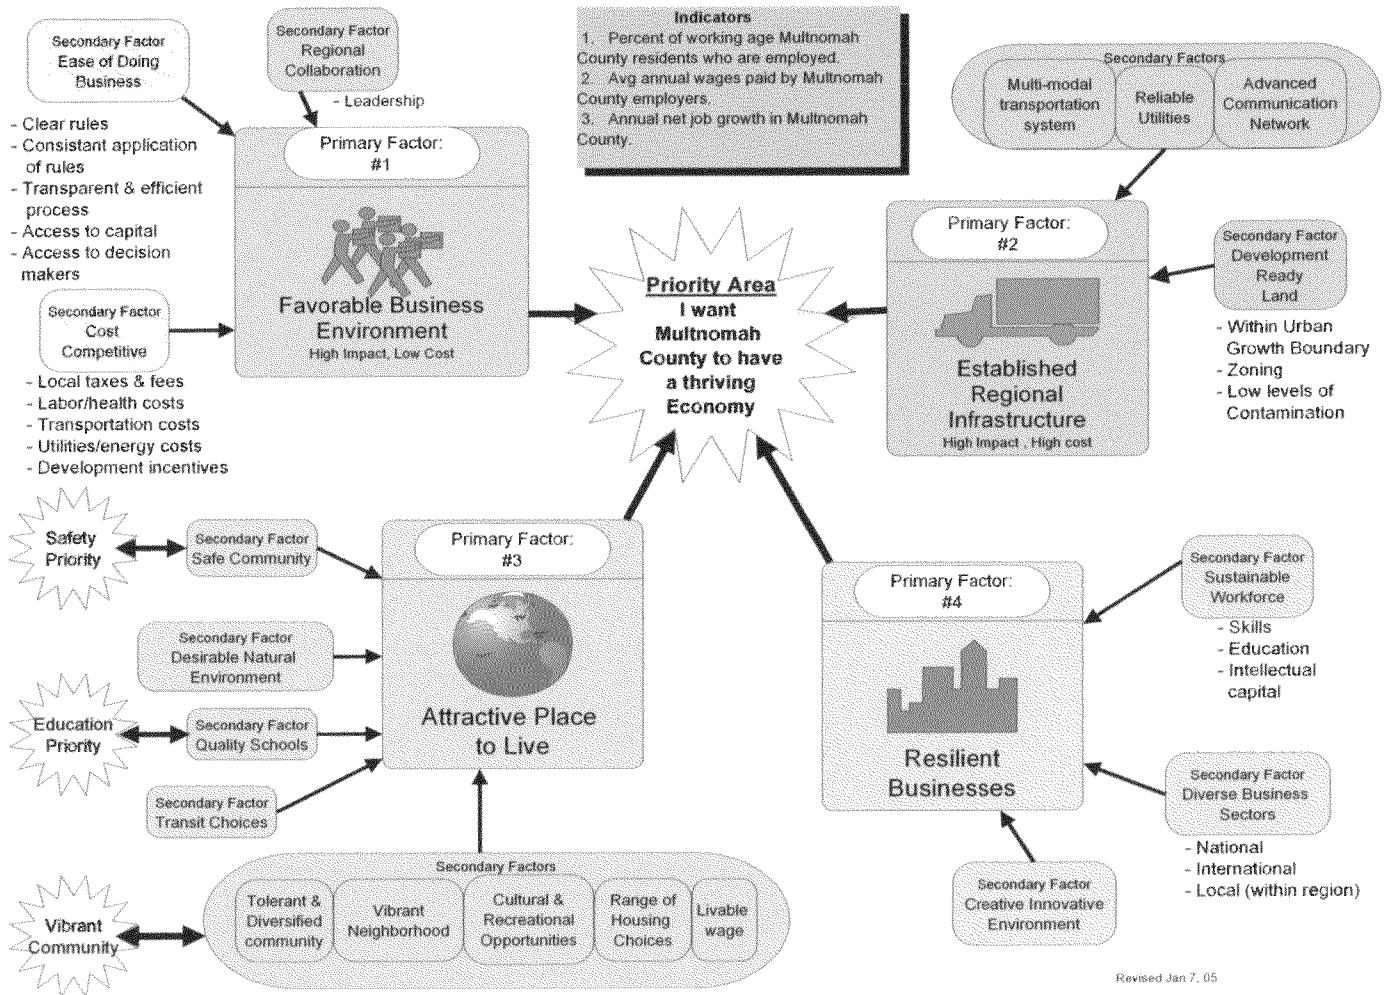 Secondary Factor
Ease of Doing
Business
- Clear rules
- Consistant application
of rules
- Transparent & efficient
process
- Access to capital
- Access to decision
makers
Secondary Factor
Regional
Collaboration
- Leadership
Primary Factor:
#1
Favorable Business
Environment
High Impact, Low Cost
Secondary Factor
Cost
Competitive
- Local taxes & fees
- Labor/health costs
- Transportation costs
- Utilities/energy costs
- Development incentives
Indicators
1. Percent of working age Multnomah
County residents who are employed.
2. Avg annual wages paid by Multnomah
County employers.
3. Annual net job growth in Multnomah
County.
Priority Area
I want
Multnomah
County to have
a thriving
Economy
Secondary Factors
Multi-modal
transportation
system
Reliable
Utilities
Advanced
Communication
Network
Primary Factor:
#2
Established
Regional
Infrastructure
High Impact , High cost
Secondary Factor
Development
Ready
Land
- Within Urban
Growth Boundary
- Zoning
- Low levels of
Contamination
Safety
Priority
Secondary Factor
Safe Community
Secondary Factor
Desirable Natural
Environment
Education
Priority
Secondary Factor
Quality Schools
Secondary Factor
Transit Choices
Primary Factor:
#3
Attractive Place
to Live
Vibrant
Community
Secondary Factors
Tolerant &
Diversified
community
Vibrant
Neighborhood
Cultural &
Recreational
Opportunities
Range of
Housing
Choices
Livable
wage
Primary Factor:
#4
Resilient
Businesses
Secondary Factor
Sustainable
Workforce
- Skills
- Education
- Intellectual
capital
Secondary Factor
Diverse Business
Sectors
- National
- International
- Local (within region)
Secondary Factor
Creative Innovative
Environment
Revised Jan 7, 05